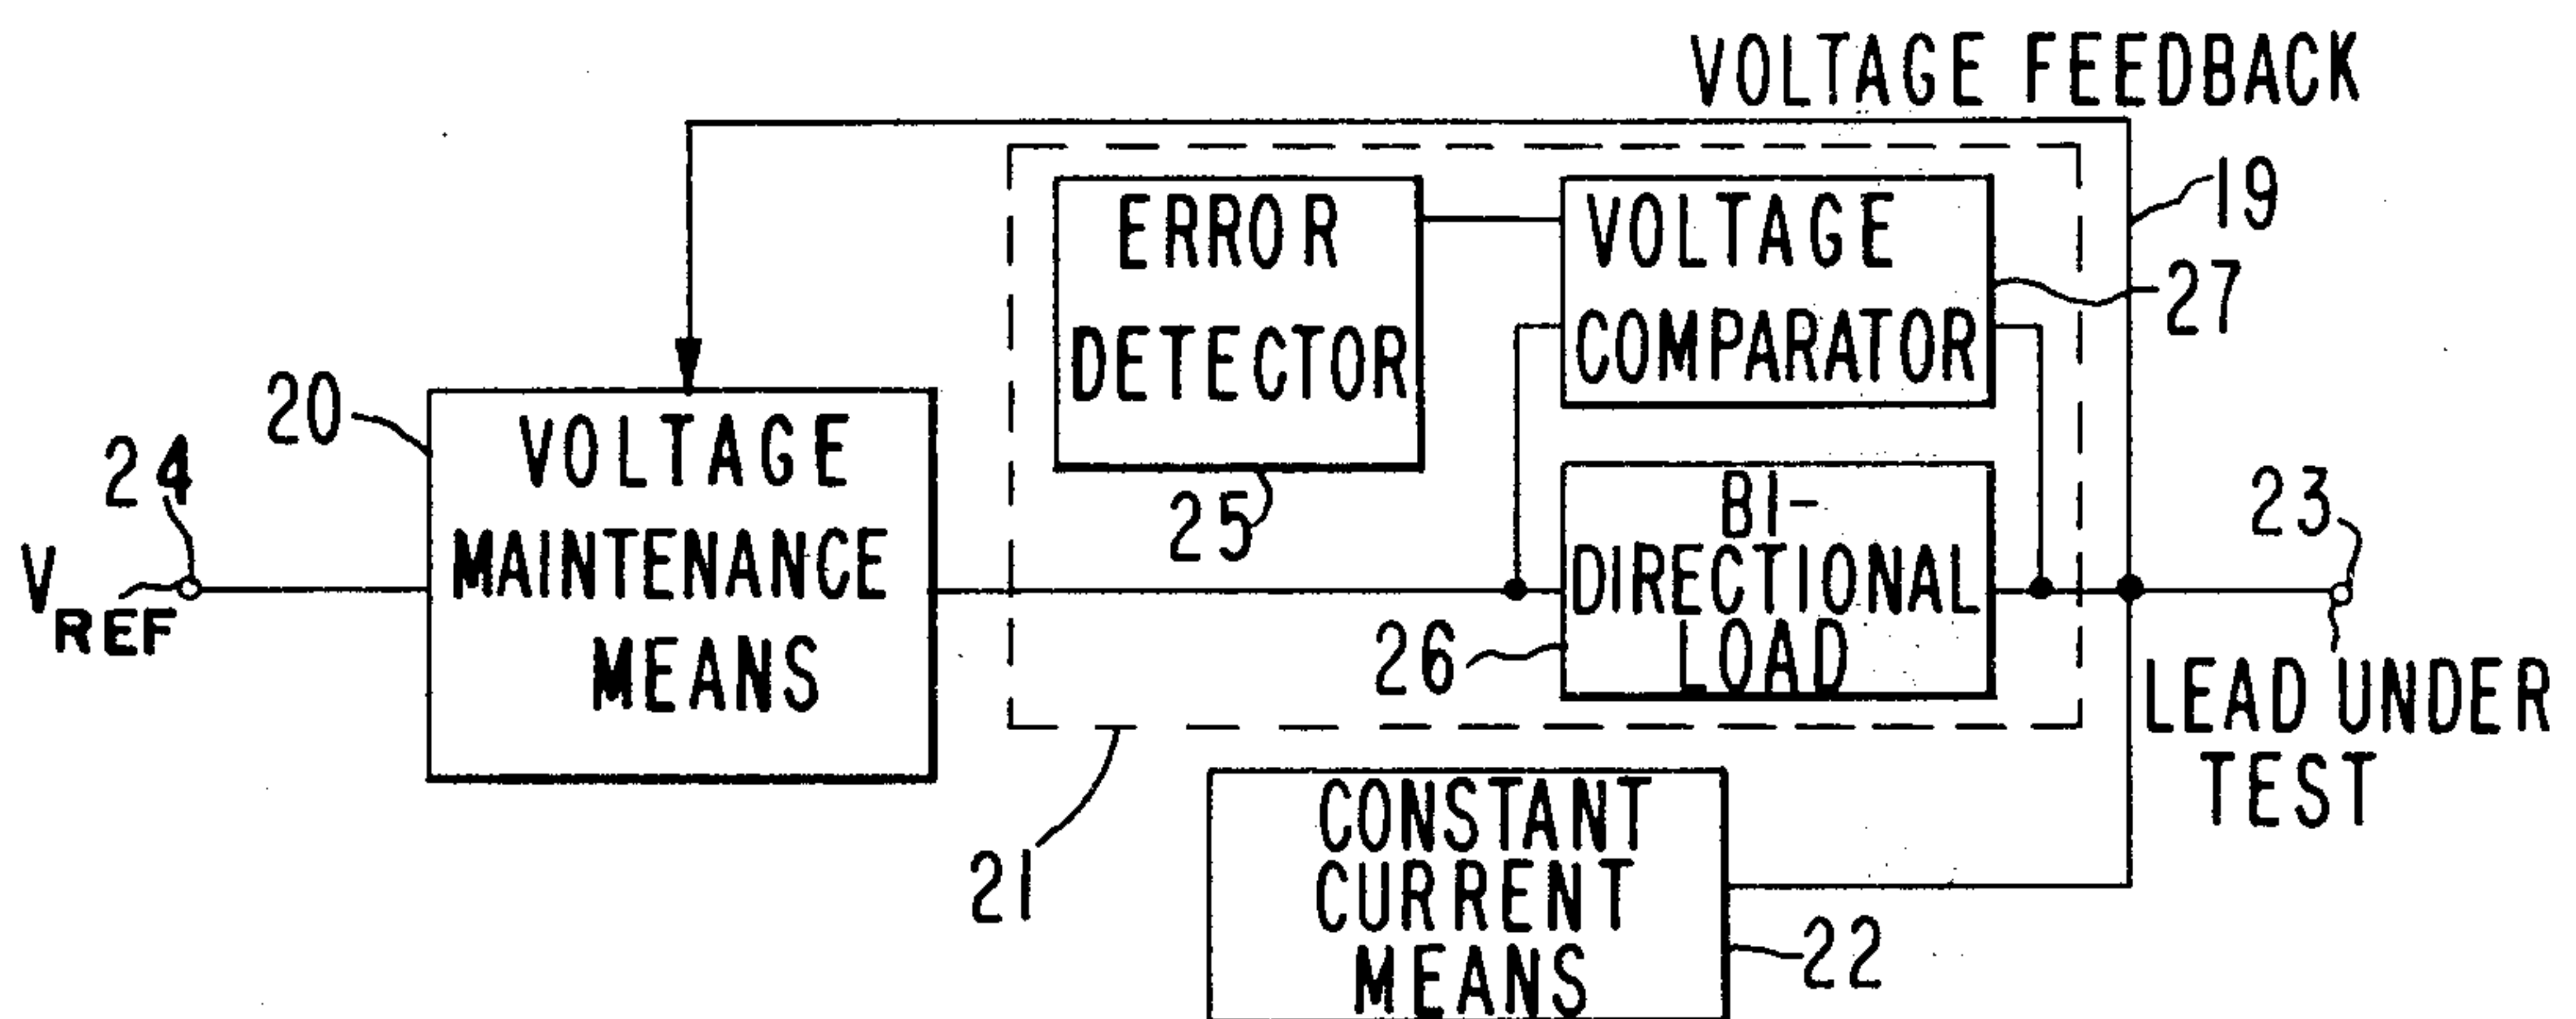 VOLTAGE FEEDBACK
19
ERROR
DETECTOR
25
VOLTAGE
COMPARATOR
27
20
24
VREF
VOLTAGE
MAINTENANCE
MEANS
BI-
DIRECTIONAL
LOAD
26
23
LEAD UNDER
TEST
21
CONSTANT
CURRENT
MEANS
22